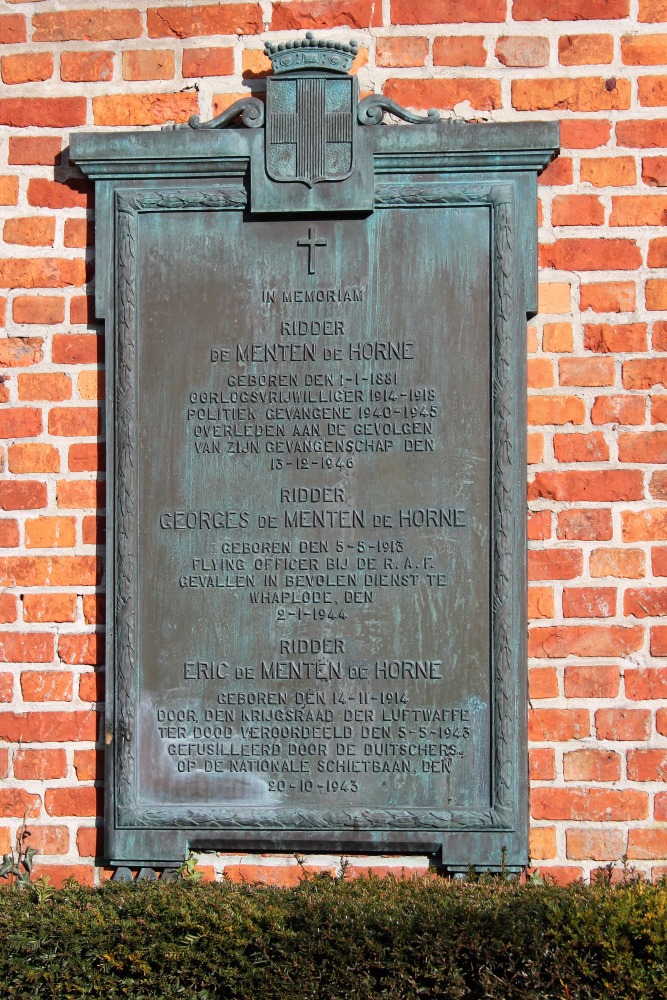 IN MEMORIAM
RIDDER
DE MENTEN DE HORNE
GEBOREN DEN 1-1-1881
OORLOGSVRIJWILLIGER 1914-1918
POLITIEK GEVANGENE 1940-1945
OVERLEDEN AAN DE GEVOLGEN
VAN ZIJN GEVANGENSCHAP DEN
13-12-1946
RIDDER
GEORGES DE MENTEN DE HORNE
GEBOREN DEN 5-5-1913
FLYING OFFICER BIJ DE R.A.F.
GEVALLEN IN BEVOLEN DIENST TE
WHAPLODE, DEN
2-1-1944
RIDDER
ERIC DE MENTEN DE HORNE
GEBOREN DEN 14-11-1914
DOOR DEN KRIJGSRAAD DER LUFTWAFFE
TER DOOD VEROORDEELD DEN 5-5-1943
GEFUSILLEERD DOOR DE DUITSCHERS,
OP DE NATIONALE SCHIETBAAN, DEN
20-10-1943